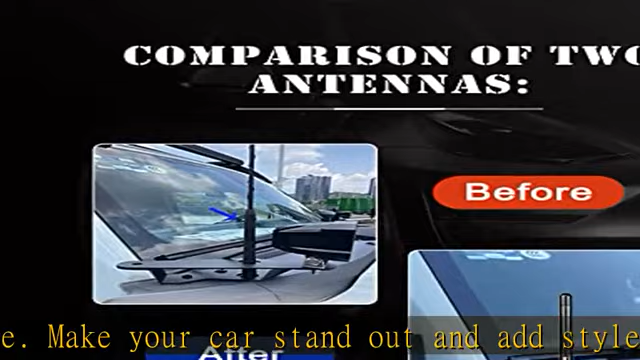 COMPARISON OF TWO
ANTENNAS:
Before
e. Make your car stand out and add style
After